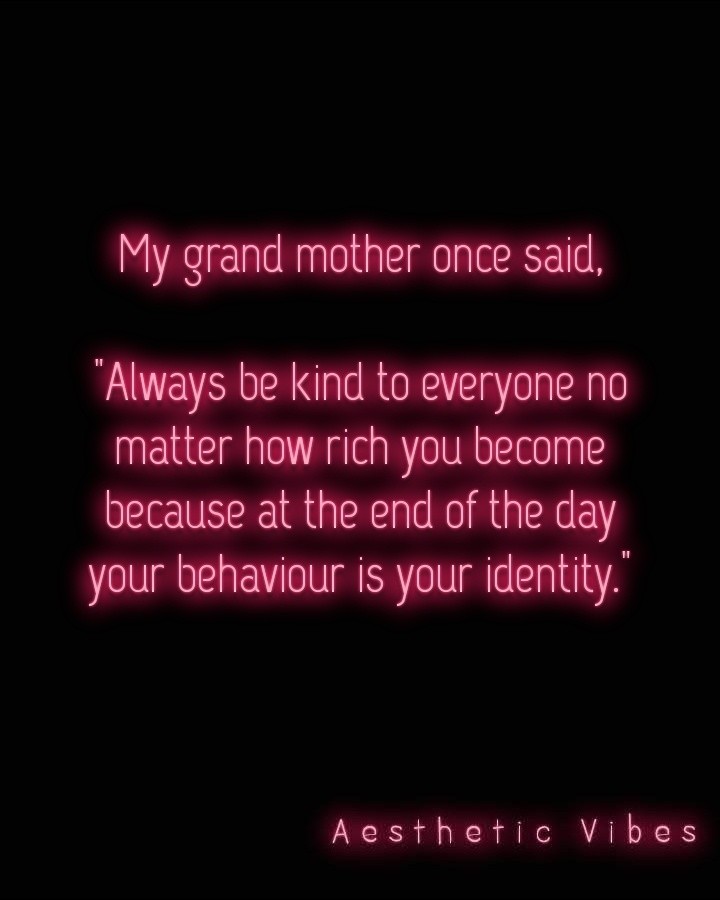 My grand mother once said,
"Always be kind to everyone no
matter how rich you become
because at the end of the day
your behaviour is your identity."
Aesthetic Vibes